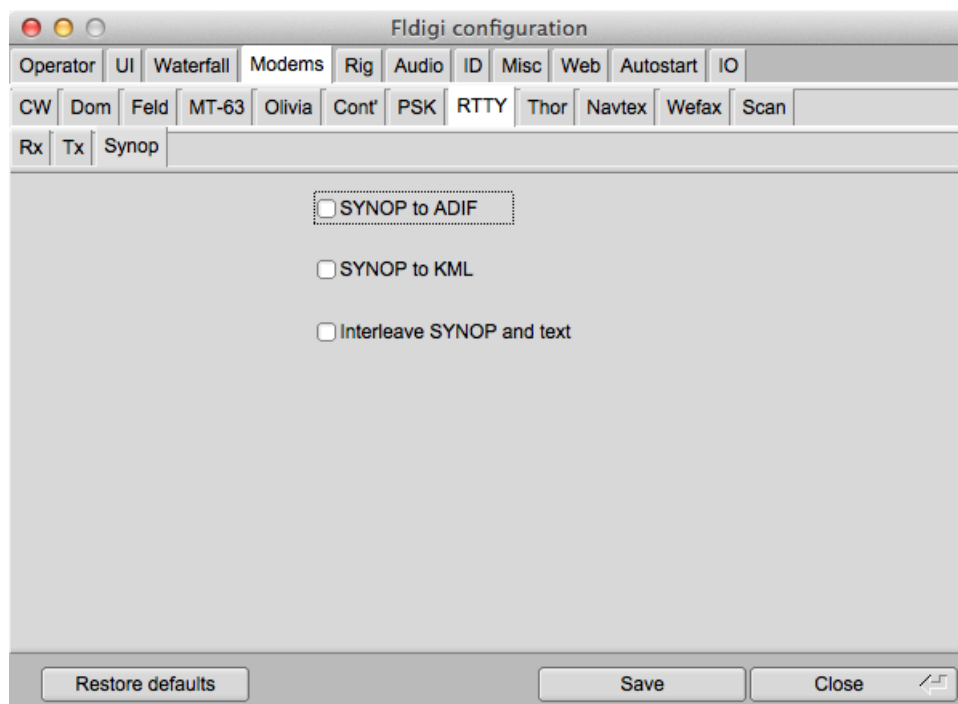 Fldigi configuration
Operator UI Waterfall Modems Rig Audio ID Misc Web Autostart IO
CW Dom Feld MT-63 Olivia Cont' PSK RTTY Thor Navtex Wefax Scan
Rx Tx Synop
SYNOP to ADIF
SYNOP to KML
Interleave SYNOP and text
Restore defaults Save Close